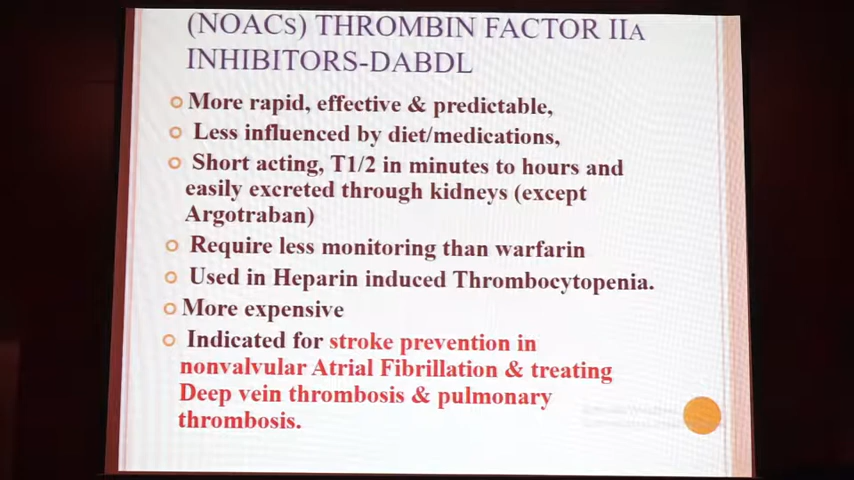 (NOACs) THROMBIN FACTOR IIA
INHIBITORS-DABDL
More rapid, effective & predictable,
Less influenced by diet/medications,
Short acting, T1/2 in minutes to hours and
easily excreted through kidneys (except
Argotraban)
Require less monitoring than warfarin
Used in Heparin induced Thrombocytopenia.
More expensive
Indicated for stroke prevention in
nonvalvular Atrial Fibrillation & treating
Deep vein thrombosis & pulmonary
thrombosis.